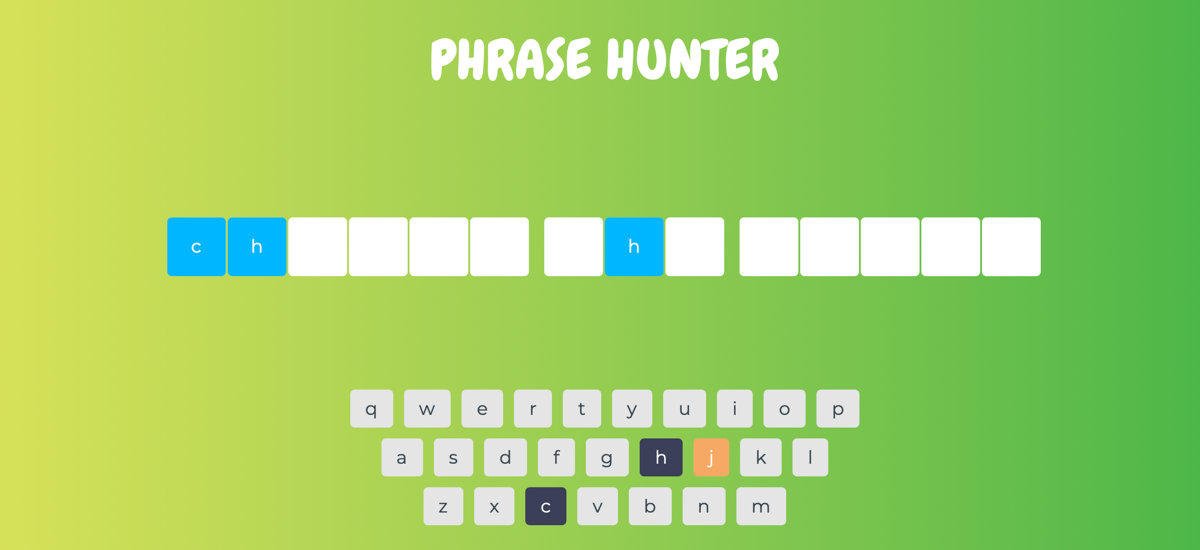 PHRASE HUNTER
c h h
q w e r t y u i o p
a s d f g h j k l
z x c v b n m